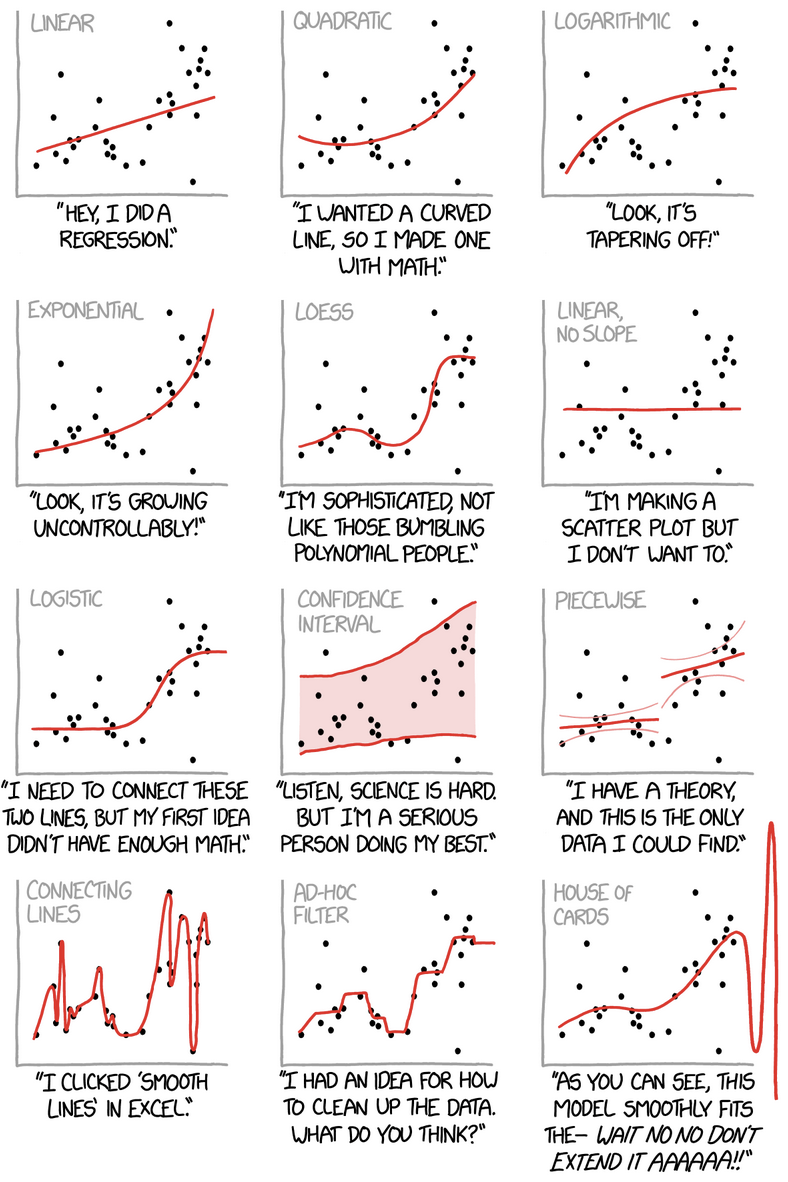 LINEAR
"HEY, I DID A
REGRESSION."
QUADRATIC
"I WANTED A CURVED
LINE, SO I MADE ONE
WITH MATH."
LOGARITHMIC
"LOOK, IT'S
TAPERING OFF!"
EXPONENTIAL
"LOOK, IT'S GROWING
UNCONTROLLABLY!"
LOESS
"I'M SOPHISTICATED, NOT
LIKE THOSE BUMBLING
POLYNOMIAL PEOPLE."
LINEAR,
NO SLOPE
"I'M MAKING A
SCATTER PLOT BUT
I DON'T WANT TO."
LOGISTIC
"I NEED TO CONNECT THESE
TWO LINES, BUT MY FIRST IDEA
DIDN'T HAVE ENOUGH MATH."
CONFIDENCE
INTERVAL
"LISTEN, SCIENCE IS HARD.
BUT I'M A SERIOUS
PERSON DOING MY BEST."
PIECEWISE
"I HAVE A THEORY,
AND THIS IS THE ONLY
DATA I COULD FIND."
CONNECTING
LINES
"I CLICKED 'SMOOTH
LINES' IN EXCEL."
AD-HOC
FILTER
"I HAD AN IDEA FOR HOW
TO CLEAN UP THE DATA.
WHAT DO YOU THINK?"
HOUSE OF
CARDS
"AS YOU CAN SEE, THIS
MODEL SMOOTHLY FITS
THE– WAIT NO NO DON'T
EXTEND IT AAAAAA!!"